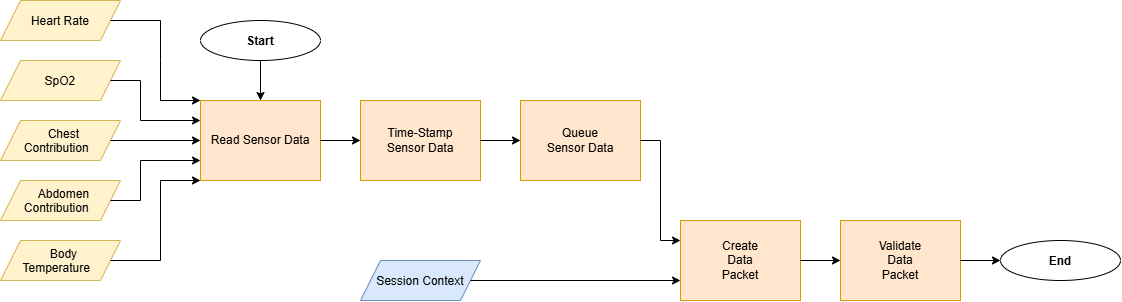 Heart Rate
Start
SpO2
Chest
Contribution
Read Sensor Data
Time-Stamp
Sensor Data
Queue
Sensor Data
Abdomen
Contribution
Body
Temperature
Session Context
Create
Data
Packet
Validate
Data
Packet
End